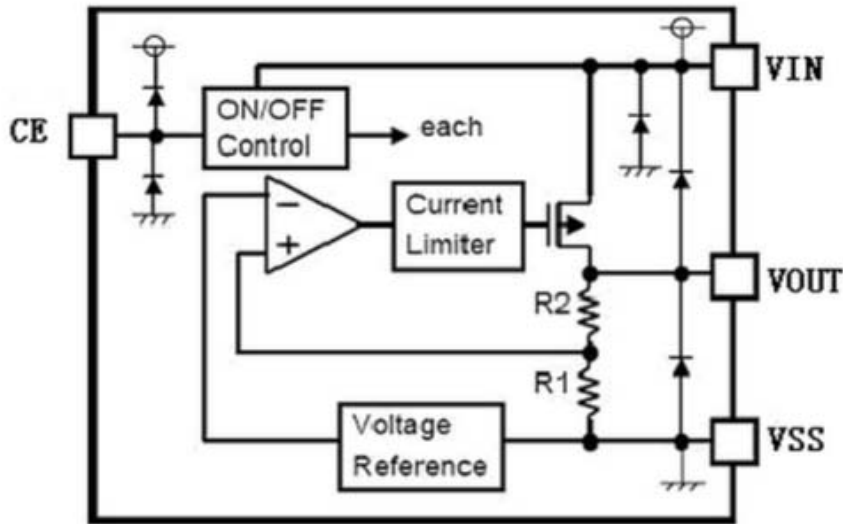 VIN
ON/OFF
Control
each
CE
−
+
Current
Limiter
R2
VOUT
R1
Voltage
Reference
VSS